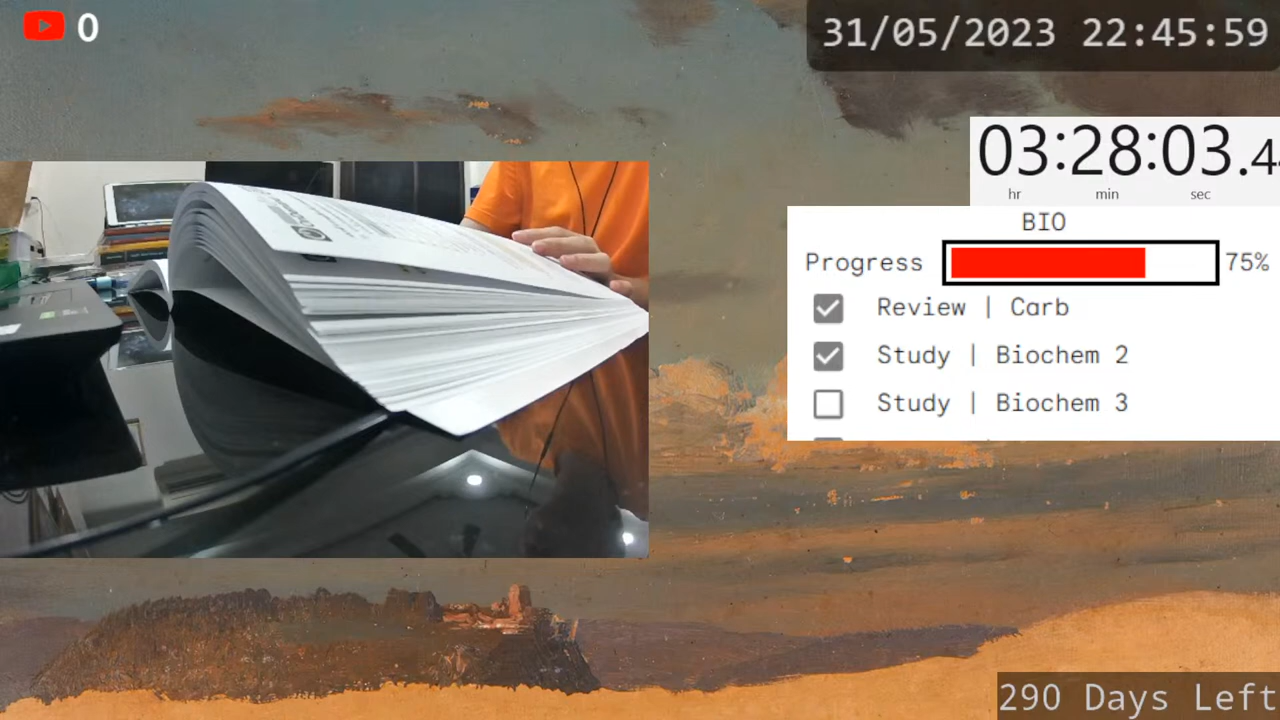 0
31/05/2023 22:45:59
03:28:03.4
hr min sec
BIO
Progress 75%
Review | Carb
Study | Biochem 2
Study | Biochem 3
290 Days Left